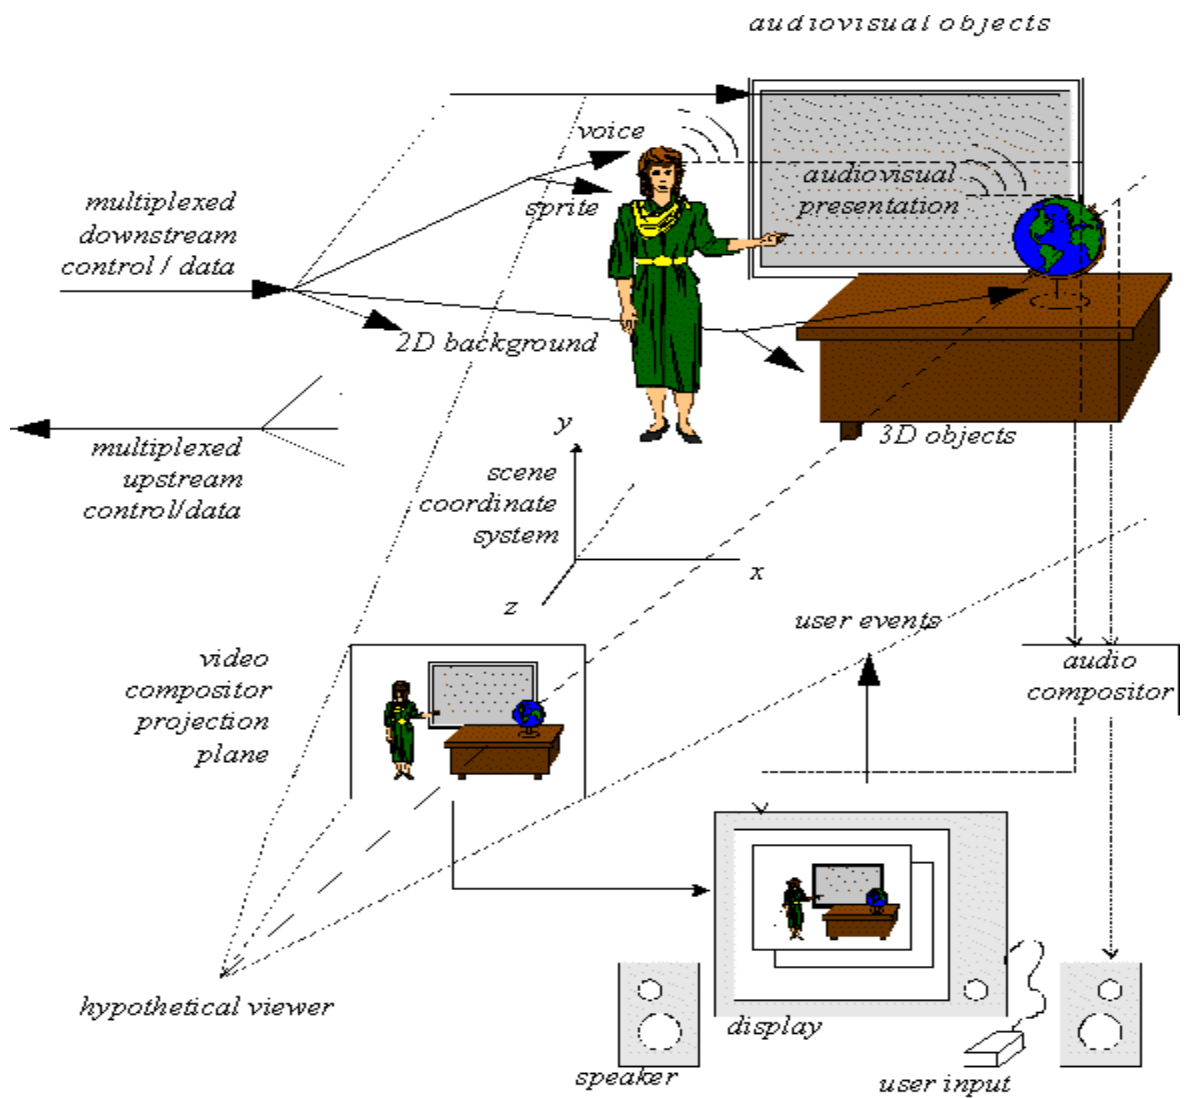 audiovisual objects
voice
sprite
audiovisual
presentation
multiplexed
downstream
control / data
2D background
3D objects
multiplexed
upstream
control/data
y
scene
coordinate
system
x
z
user events
video
compositor
projection
plane
audio
compositor
hypothetical viewer
display
speaker
user input